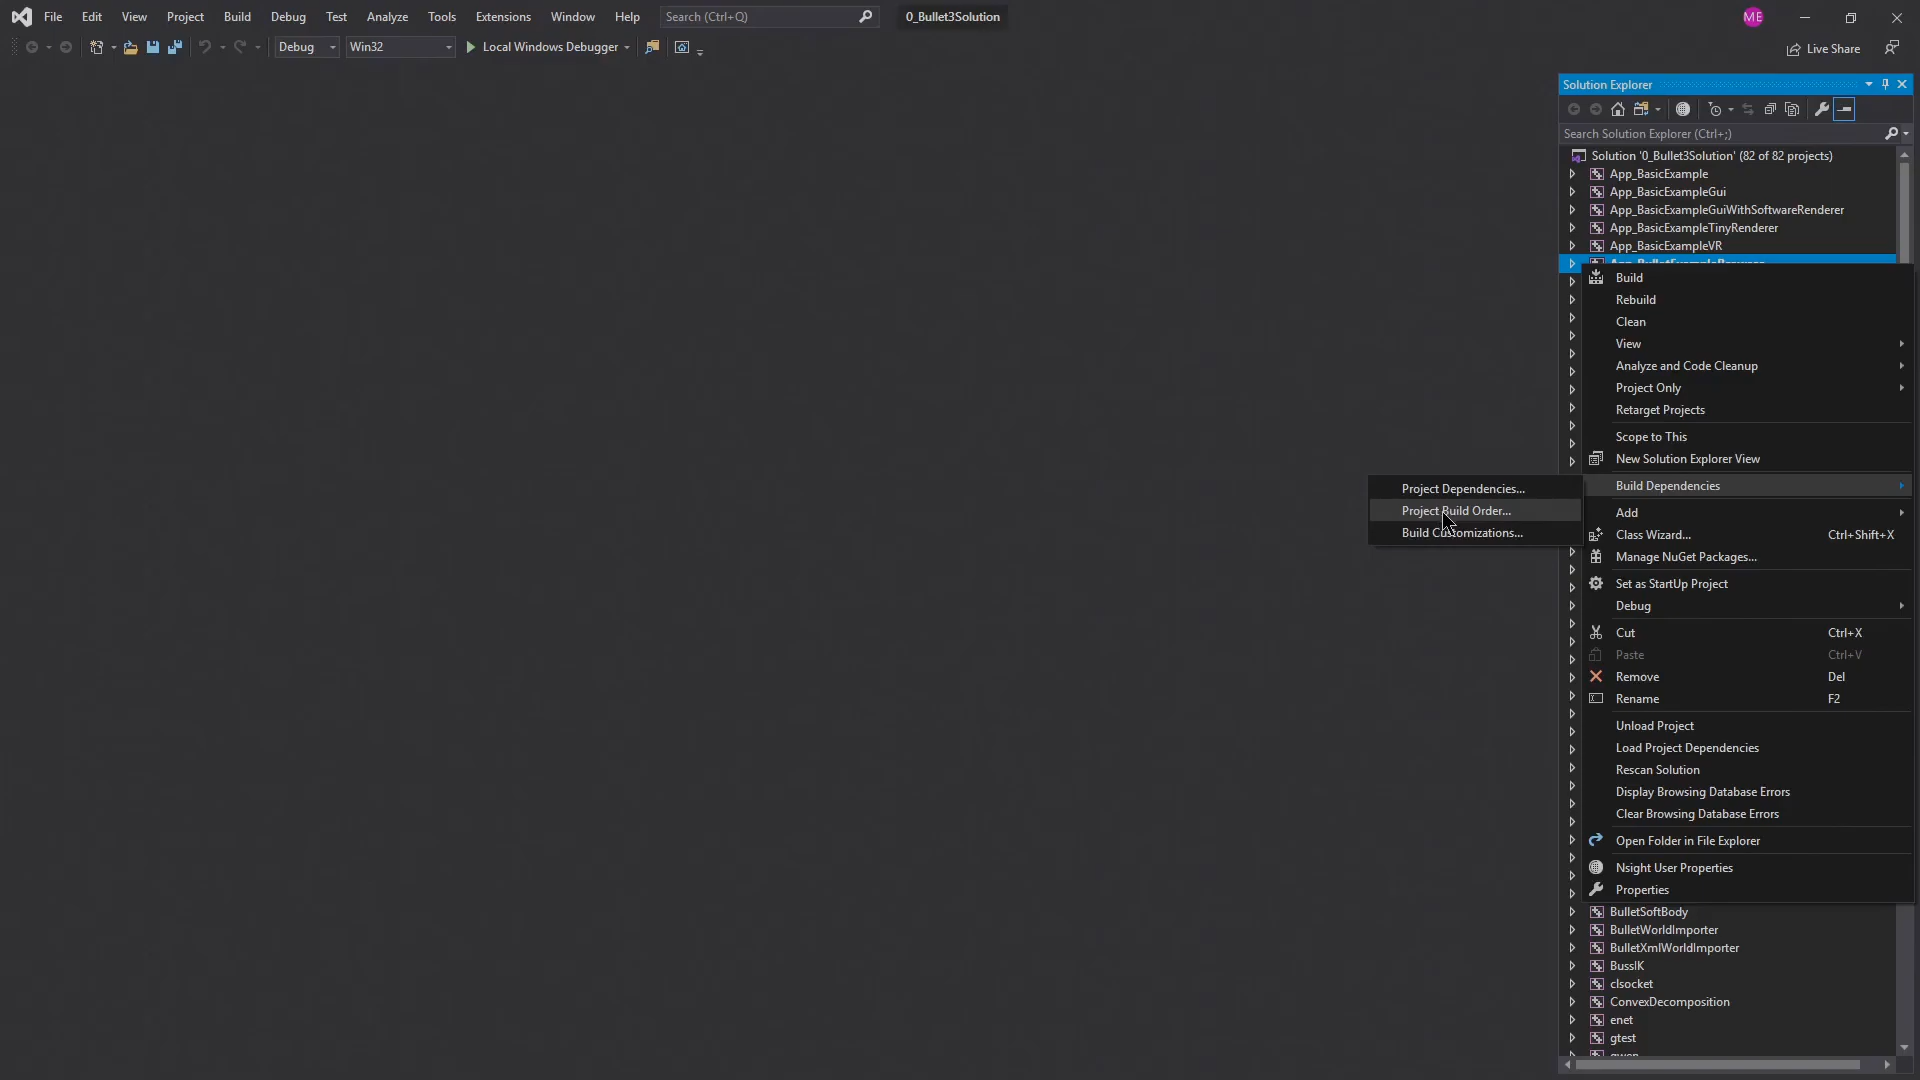 File Edit View Project Build Debug Test Analyze Tools Extensions Window Help Search (Ctrl+Q) 0_Bullet3Solution ME
Debug Win32 Local Windows Debugger Live Share
Solution Explorer
Search Solution Explorer (Ctrl+;)
Solution '0_Bullet3Solution' (82 of 82 projects)
App_BasicExample
App_BasicExampleGui
App_BasicExampleGuiWithSoftwareRenderer
App_BasicExampleTinyRenderer
App_BasicExampleVR
Build
Rebuild
Clean
View
Analyze and Code Cleanup
Project Only
Retarget Projects
Scope to This
New Solution Explorer View
Build Dependencies
Project Dependencies...
Project Build Order...
Build Customizations...
Add
Class Wizard... Ctrl+Shift+X
Manage NuGet Packages...
Set as StartUp Project
Debug
Cut Ctrl+X
Paste Ctrl+V
Remove Del
Rename F2
Unload Project
Load Project Dependencies
Rescan Solution
Display Browsing Database Errors
Clear Browsing Database Errors
Open Folder in File Explorer
Nsight User Properties
Properties
BulletSoftBody
BulletWorldImporter
BulletXmlWorldImporter
BussIK
clsocket
ConvexDecomposition
enet
gtest